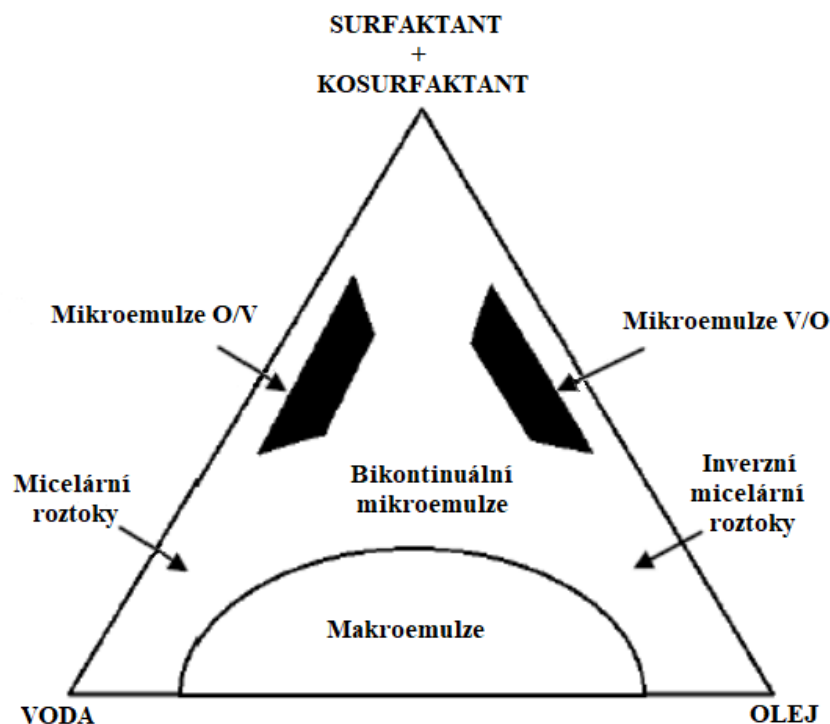 SURFAKTANT
+
KOSURFAKTANT
Mikroemulze O/V
Mikroemulze V/O
Micelární
roztoky
Bikontinuální
mikroemulze
Inverzní
micelární
roztoky
Makroemulze
VODA
OLEJ